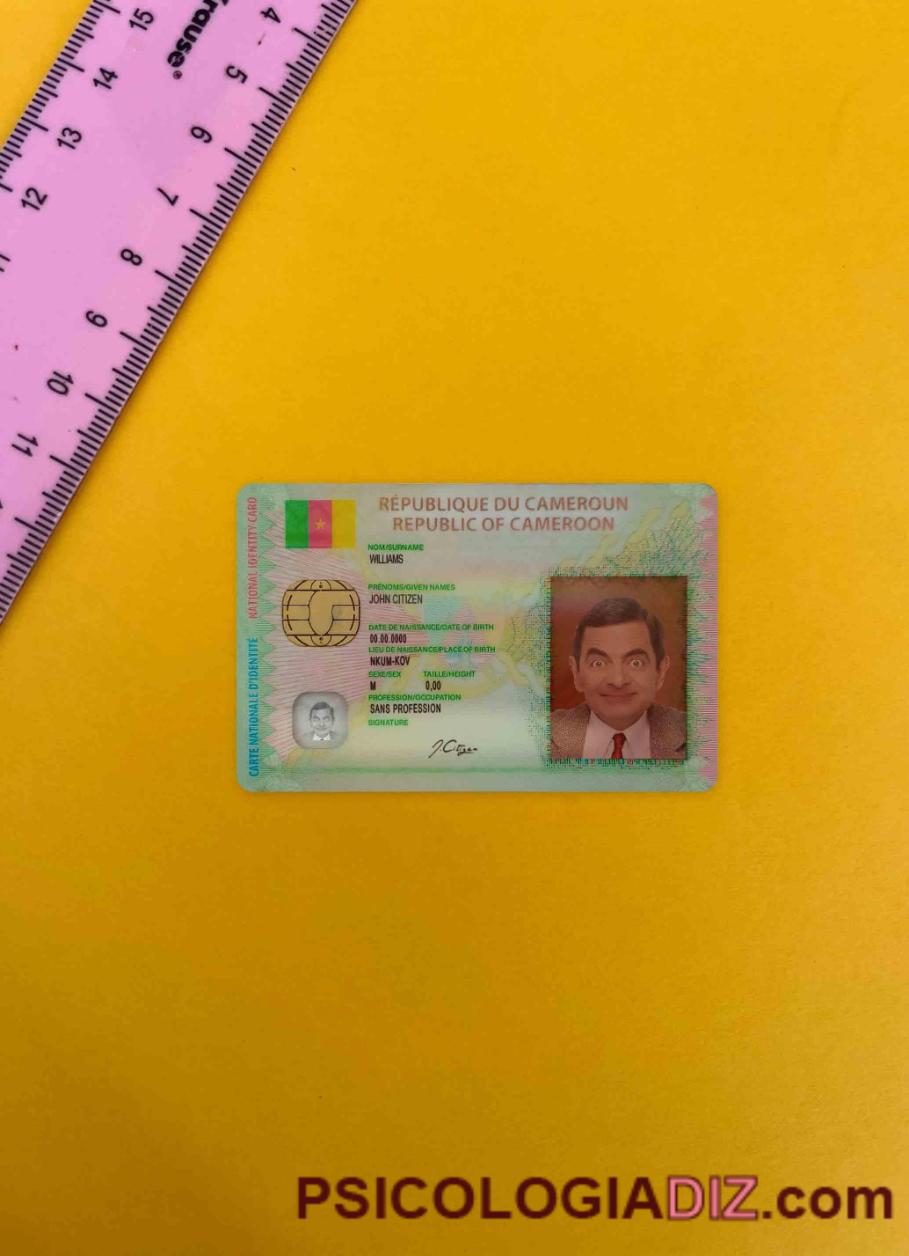 15
14
13
12
11
10
9
8
7
6
5
4
rause®
NATIONAL IDENTITY CARD
CARTE NATIONALE D'IDENTITÉ
RÉPUBLIQUE DU CAMEROUN
REPUBLIC OF CAMEROON
NOM/SURNAME
WILLIAMS
PRÉNOMS/GIVEN NAMES
JOHN CITIZEN
DATE DE NAISSANCE/DATE OF BIRTH
00.00.0000
LIEU DE NAISSANCE/PLACE OF BIRTH
NKUM-KOV
SEXE/SEX TAILLE/HEIGHT
M 0,00
PROFESSION/OCCUPATION
SANS PROFESSION
SIGNATURE
J.Citizen
PSICOLOGIADIZ.com